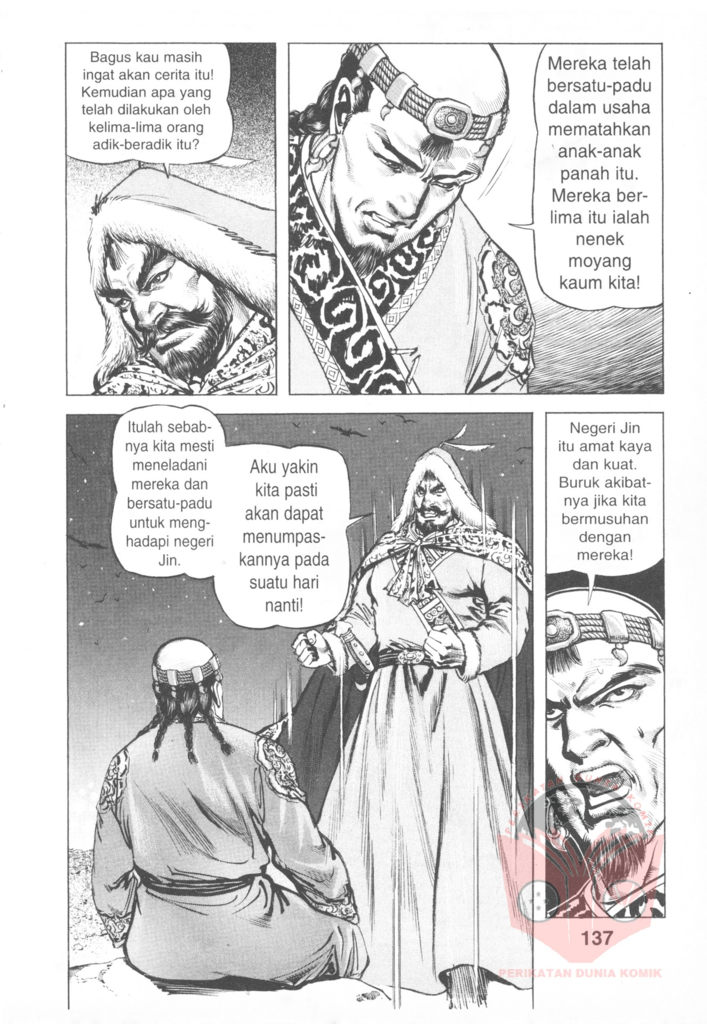 Bagus kau masih
ingat akan cerita itu!
Kemudian apa yang
telah dilakukan oleh
kelima-lima orang
adik-beradik itu?
Mereka telah
bersatu-padu
dalam usaha
mematahkan
anak-anak
panah itu.
Mereka ber-
lima itu ialah
nenek
moyang
kaum kita!
Itulah sebab-
nya kita mesti
meneladani
mereka dan
bersatu-padu
untuk meng-
hadapi negeri
Jin.
Aku yakin
kita pasti
akan dapat
menumpas-
kannya pada
suatu hari
nanti!
Negeri Jin
itu amat kaya
dan kuat.
Buruk akibat-
nya jika kita
bermusuhan
dengan
mereka!
137
PERIKATAN DUNIA KOMIK